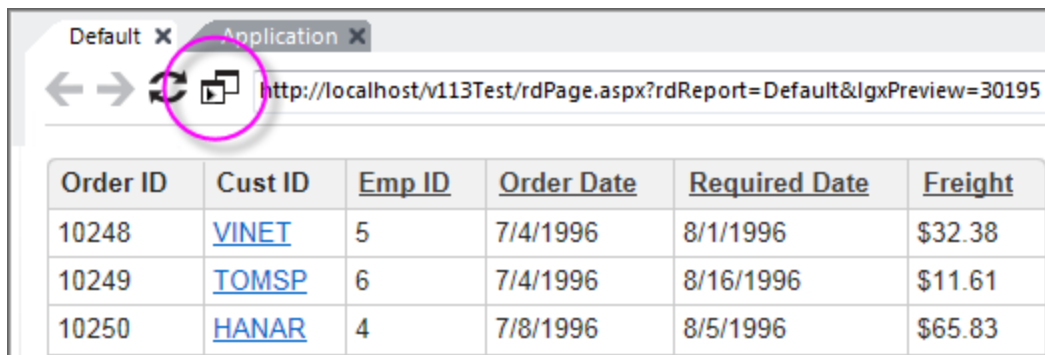 Default Application
http://localhost/v113Test/rdPage.aspx?rdReport=Default&lgxPreview=30195
Order ID Cust ID Emp ID Order Date Required Date Freight
10248 VINET 5 7/4/1996 8/1/1996 $32.38
10249 TOMSP 6 7/4/1996 8/16/1996 $11.61
10250 HANAR 4 7/8/1996 8/5/1996 $65.83